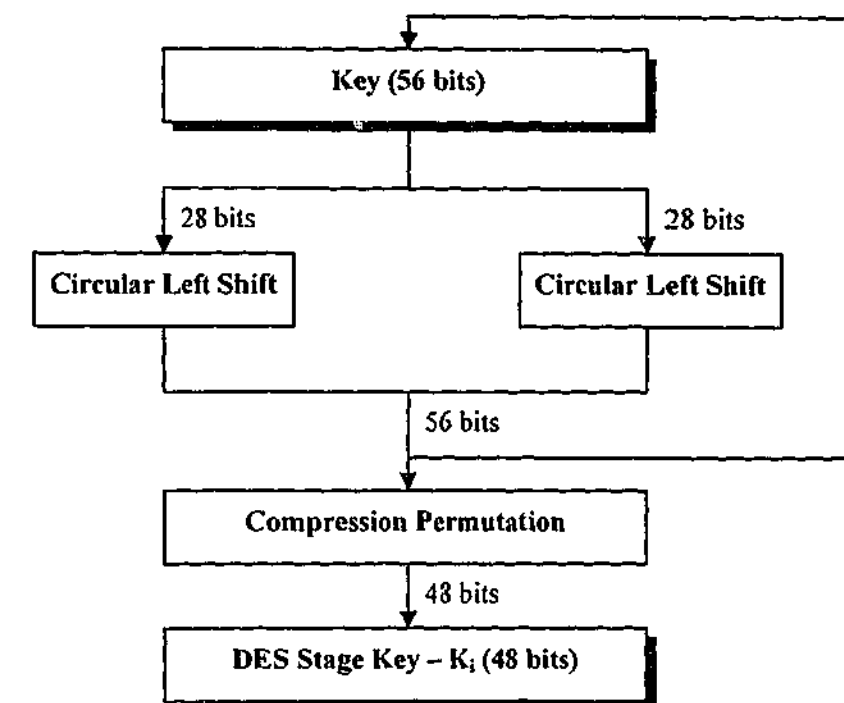 Key (56 bits)
28 bits
28 bits
Circular Left Shift
Circular Left Shift
56 bits
Compression Permutation
48 bits
DES Stage Key – Kᵢ (48 bits)